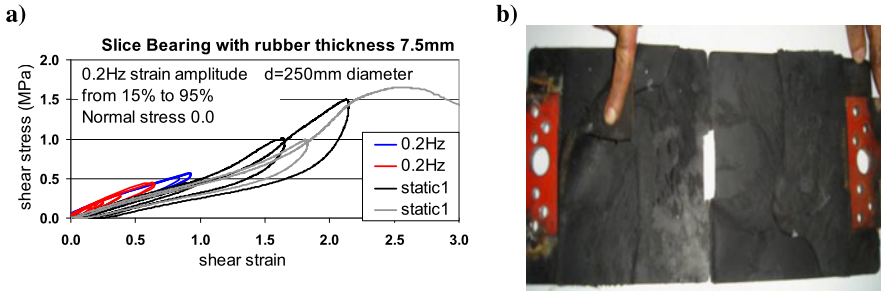 a)
b)
Slice Bearing with rubber thickness 7.5mm
0.2Hz strain amplitude d=250mm diameter
from 15% to 95%
Normal stress 0.0
shear stress (MPa)
2.0
1.5
1.0
0.5
0.0
0.2Hz
0.2Hz
static1
static1
0.0 0.5 1.0 1.5 2.0 2.5 3.0
shear strain